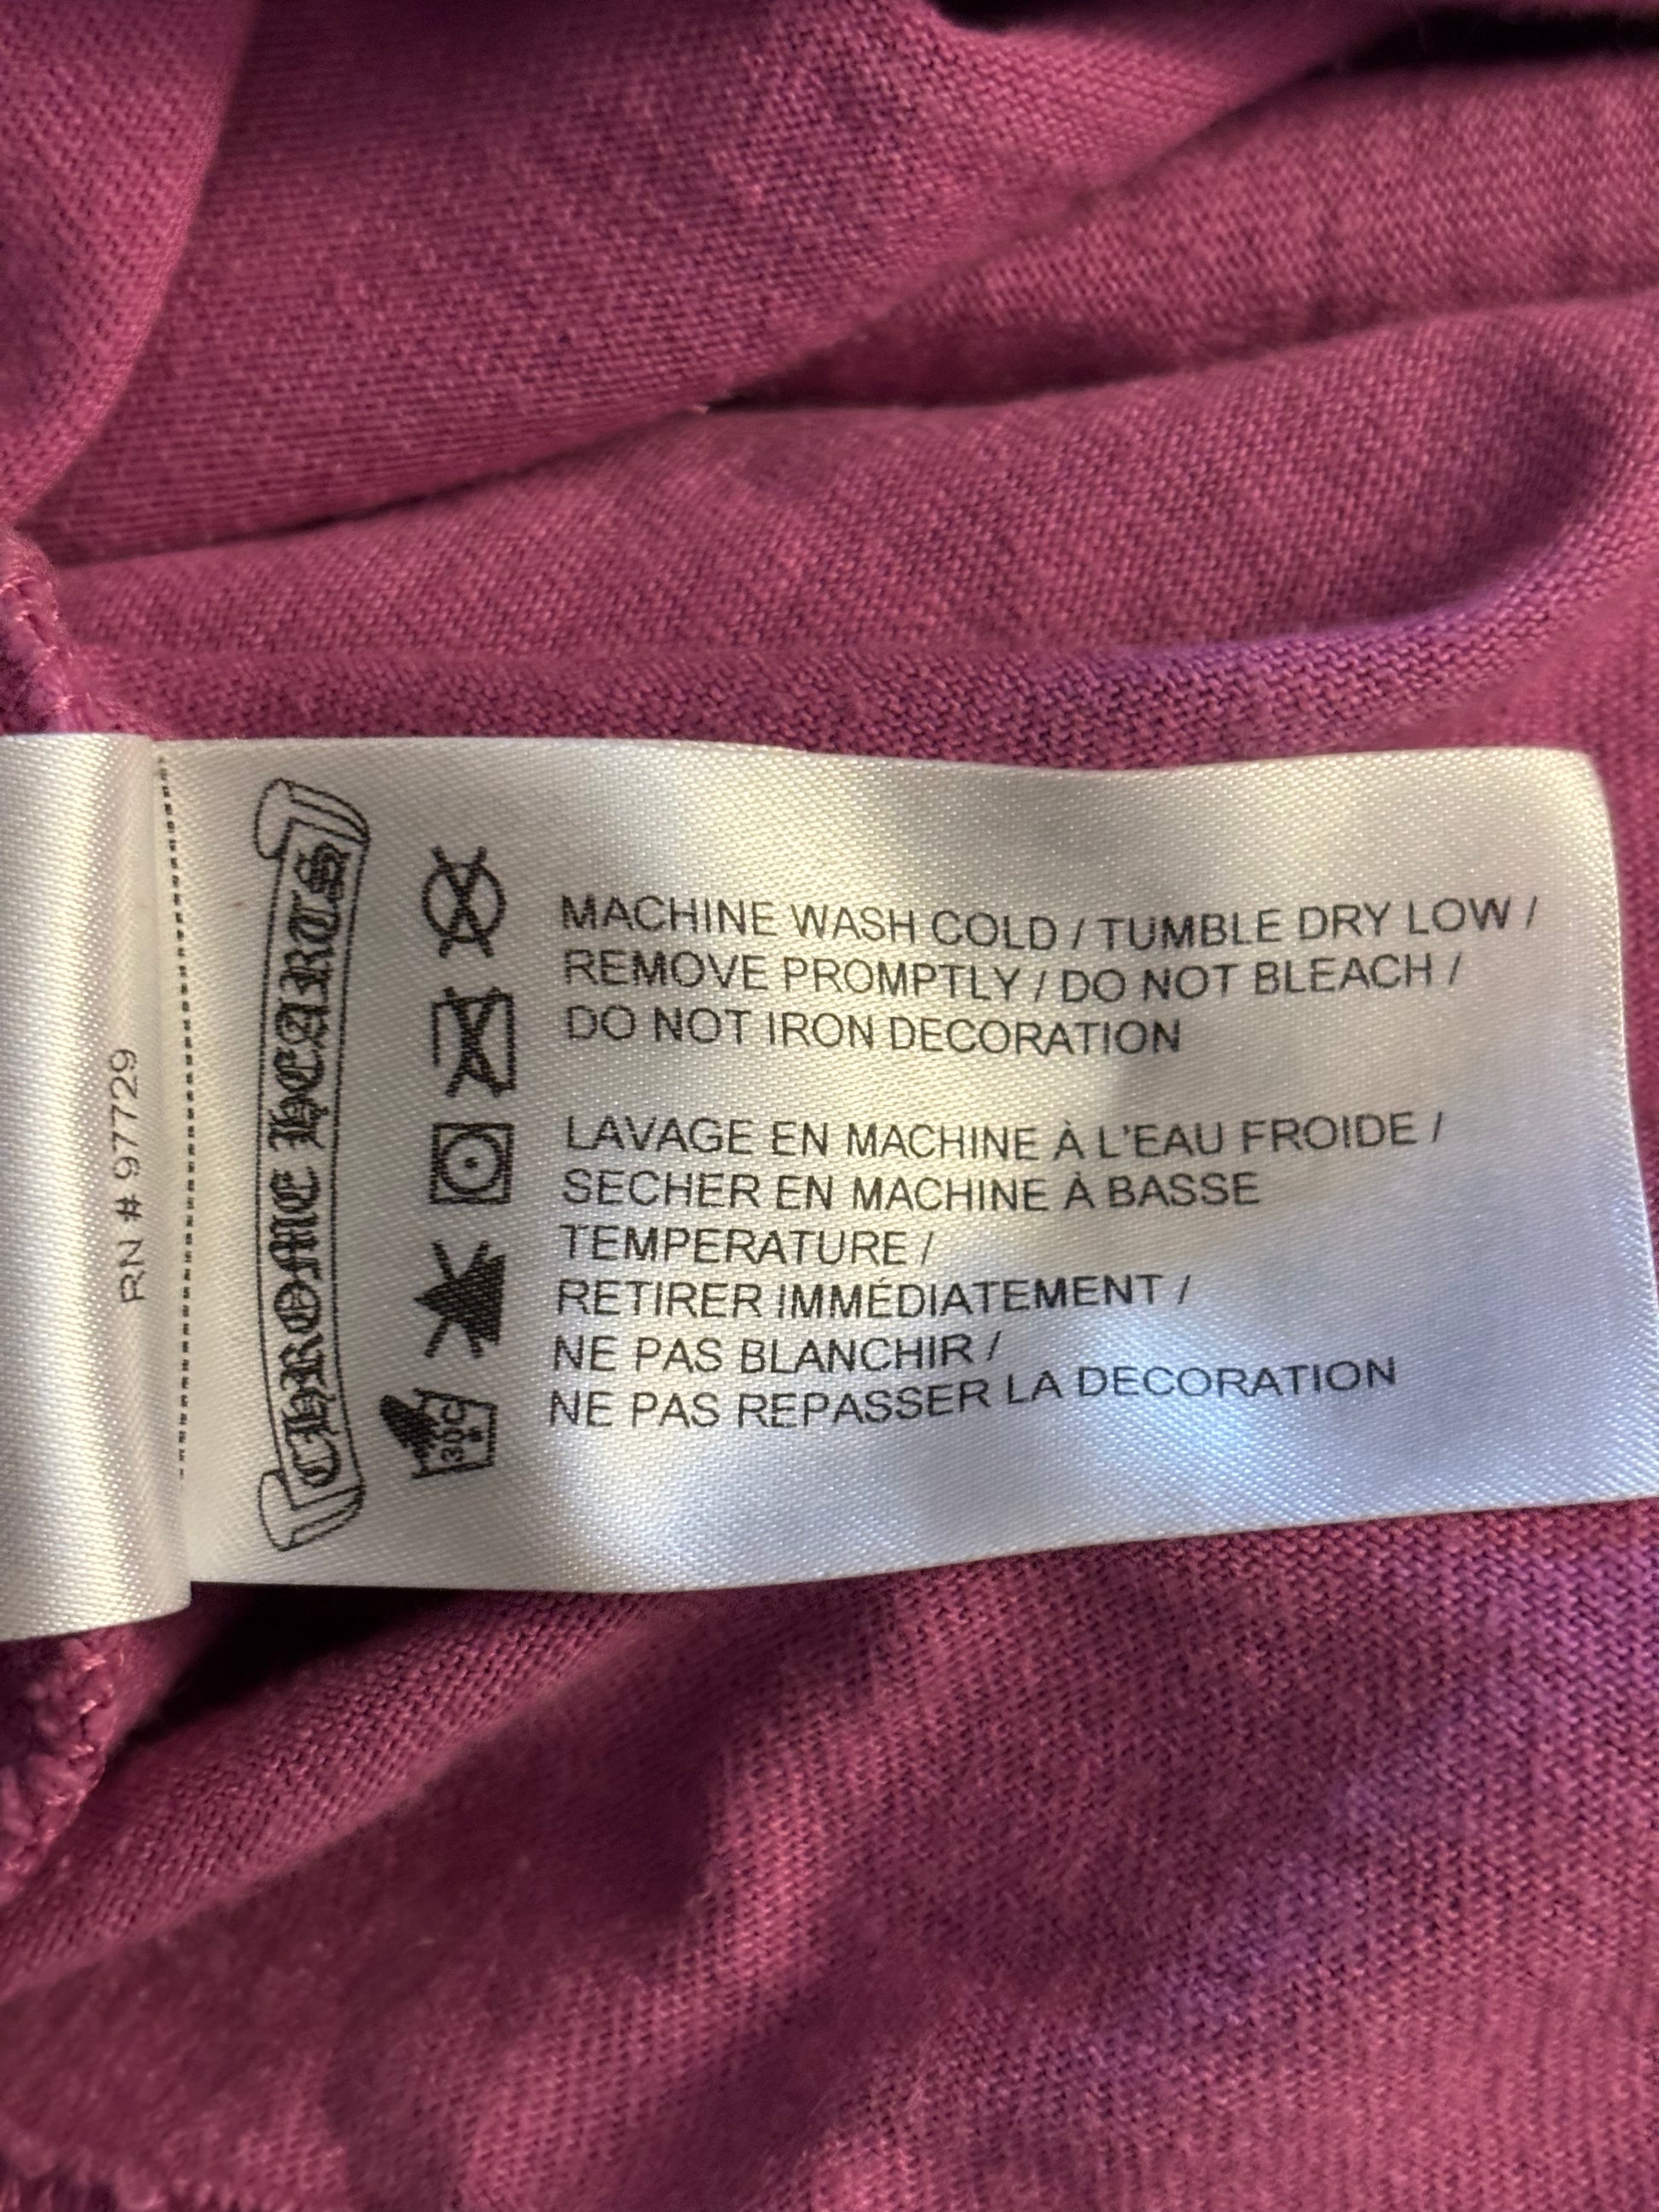 RN # 97729
CHROME HEARTS
MACHINE WASH COLD / TUMBLE DRY LOW /
REMOVE PROMPTLY / DO NOT BLEACH /
DO NOT IRON DECORATION
LAVAGE EN MACHINE À L'EAU FROIDE /
SECHER EN MACHINE À BASSE
TEMPERATURE /
RETIRER IMMÉDIATEMENT /
NE PAS BLANCHIR /
NE PAS REPASSER LA DECORATION
30C